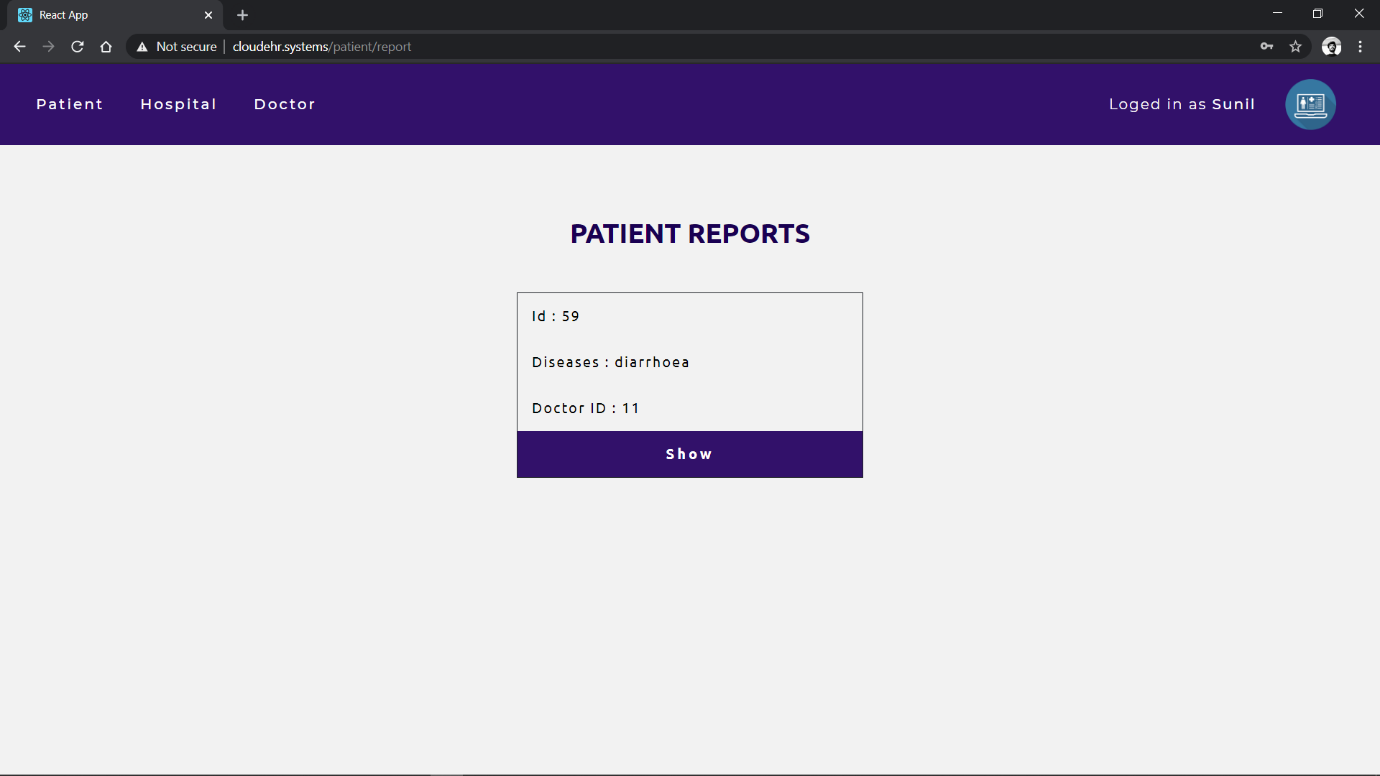 React App
Not secure | cloudehr.systems/patient/report
Patient Hospital Doctor Loged in as Sunil
PATIENT REPORTS
Id : 59
Diseases : diarrhoea
Doctor ID : 11
Show